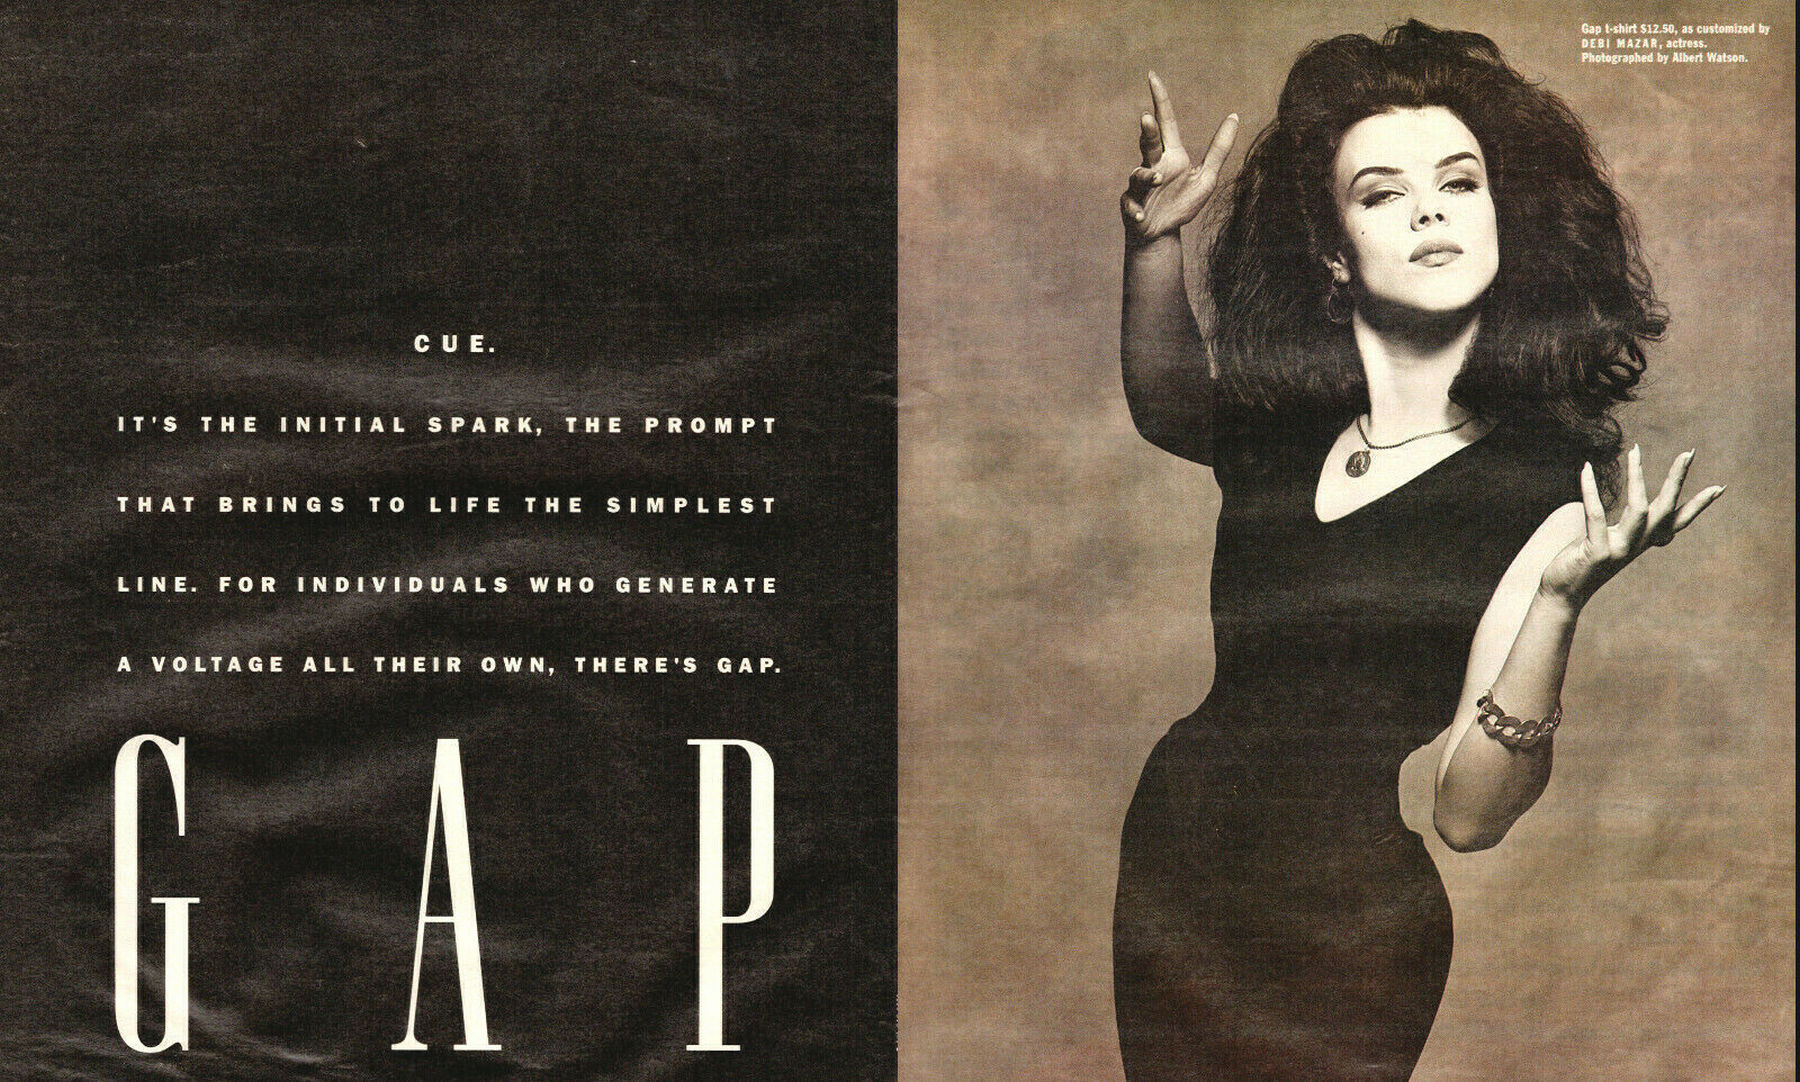 CUE.
IT'S THE INITIAL SPARK, THE PROMPT
THAT BRINGS TO LIFE THE SIMPLEST
LINE. FOR INDIVIDUALS WHO GENERATE
A VOLTAGE ALL THEIR OWN, THERE'S GAP.
GAP
Gap t-shirt $12.50, as customized by
DEBI MAZAR, actress.
Photographed by Albert Watson.